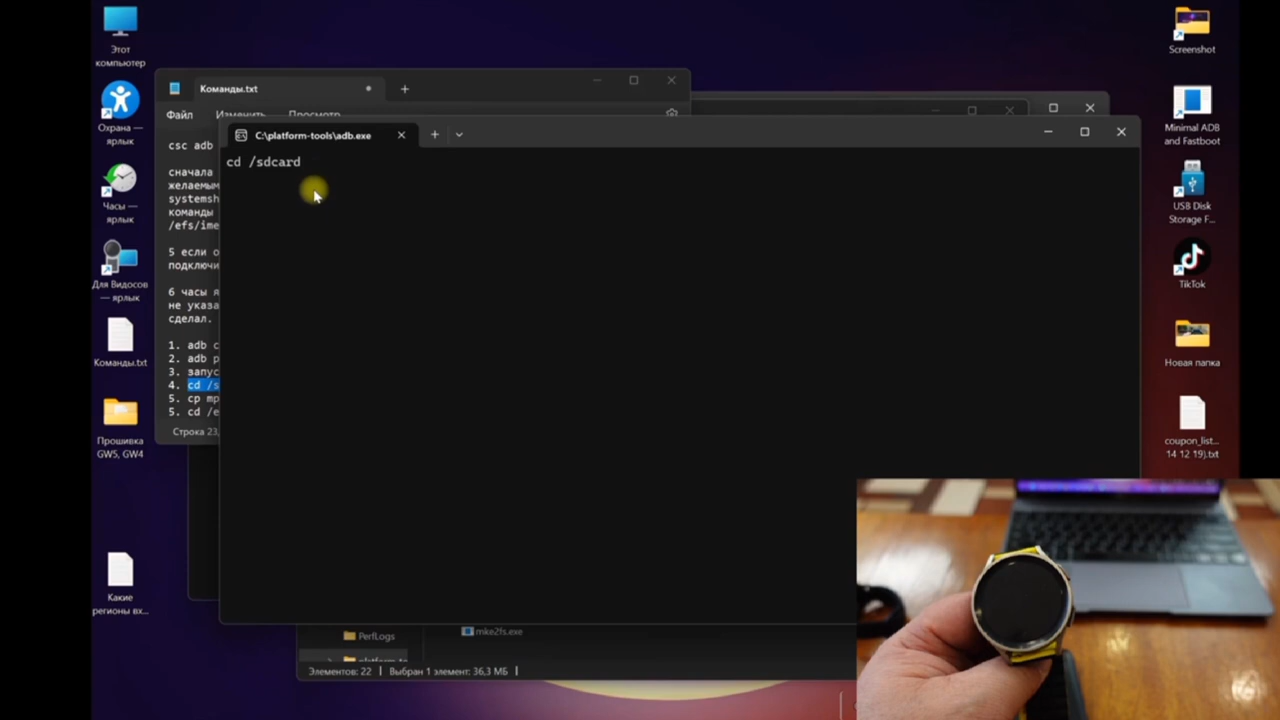 Этот
компьютер
Охрана —
ярлык
Часы —
ярлык
Для Видосов
— ярлык
Команды.txt
Прошивка
GW5, GW4
Какие
регионы вх...
Команды.txt
Файл
Изменить
Просмотр
csc adb
сначала
желаемым
systemsh
команды
/efs/ime
5 если о
подключи
6 часы я
не указа
сделал.
1. adb c
2. adb p
3. запус
4. cd /s
5. cp mp
5. cd /e
Строка 23,
C:\platform-tools\adb.exe
cd /sdcard
PerfLogs
platform-to
mke2fs.exe
Элементов: 22
Выбран 1 элемент: 36,3 МБ
Screenshot
Minimal ADB
and Fastboot
USB Disk
Storage F...
TikTok
Новая папка
coupon_list...
14 12 19).txt